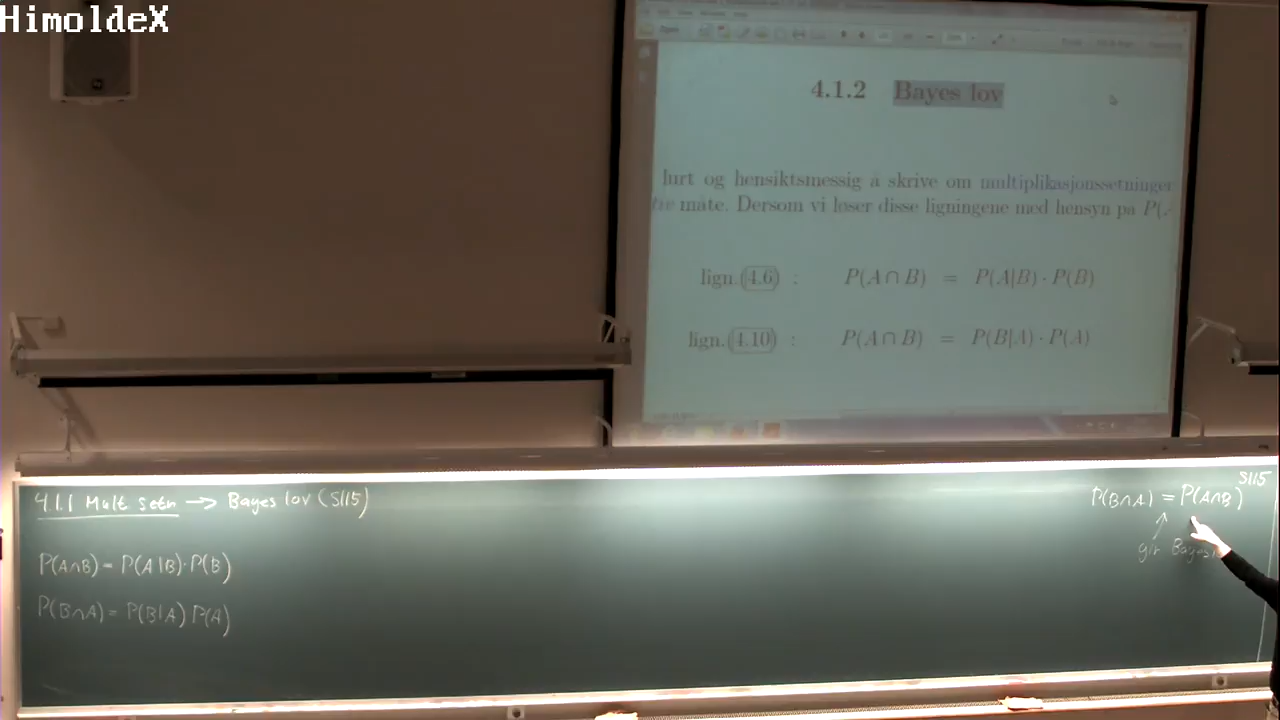 HimoldeX
4.1.2 Bayes lov
lurt og hensiktsmessig å skrive om multiplikasjonssetninger
måte. Dersom vi løser disse ligningene med hensyn på P(
lign.(4.6) : P(A ∩ B) = P(A|B) · P(B)
lign.(4.10) : P(A ∩ B) = P(B|A) · P(A)
4.1.1 Mult. setn → Bayes lov (S115)
P(A∩B) = P(A|B)·P(B)
P(B∩A) = P(B|A) P(A)
S115
P(B∩A) = P(A∩B)
↑
gir Bayes